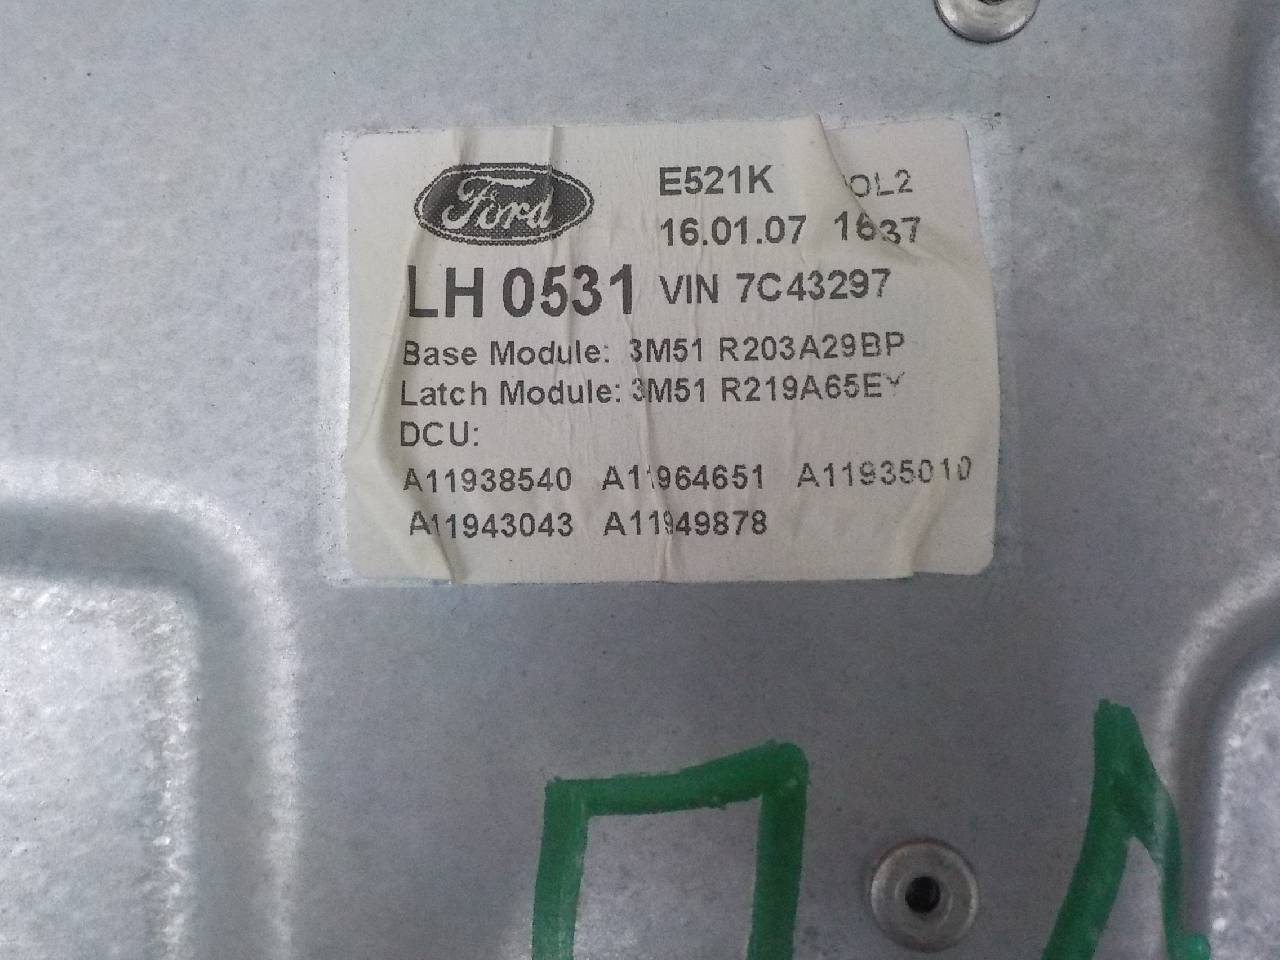 Ford
E521K
16.01.07 1637
LH 0531 VIN 7C43297
Base Module: 3M51 R203A29BP
Latch Module: 3M51 R219A65EY
DCU:
A11938540 A11964651 A11935010
A11943043 A11949878